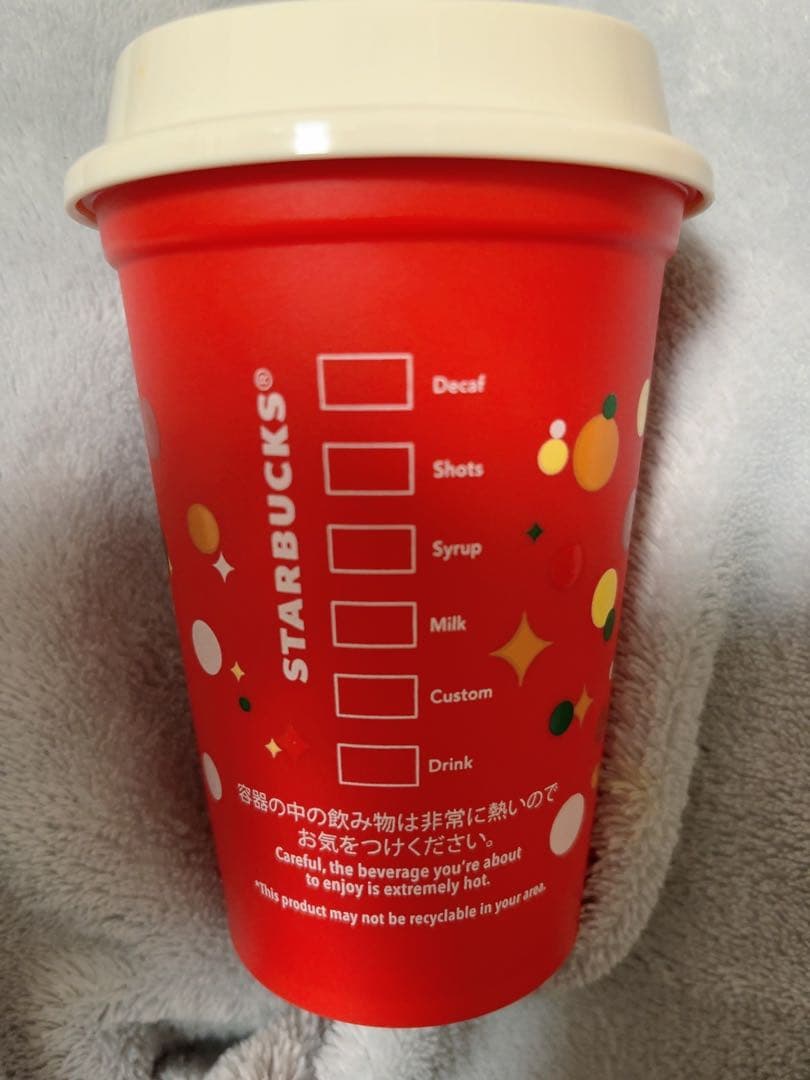 STARBUCKS®
Decaf
Shots
Syrup
Milk
Custom
Drink
容器の中の飲み物は非常に熱いので
お気をつけください。
Careful, the beverage you're about
to enjoy is extremely hot.
*This product may not be recyclable in your area.